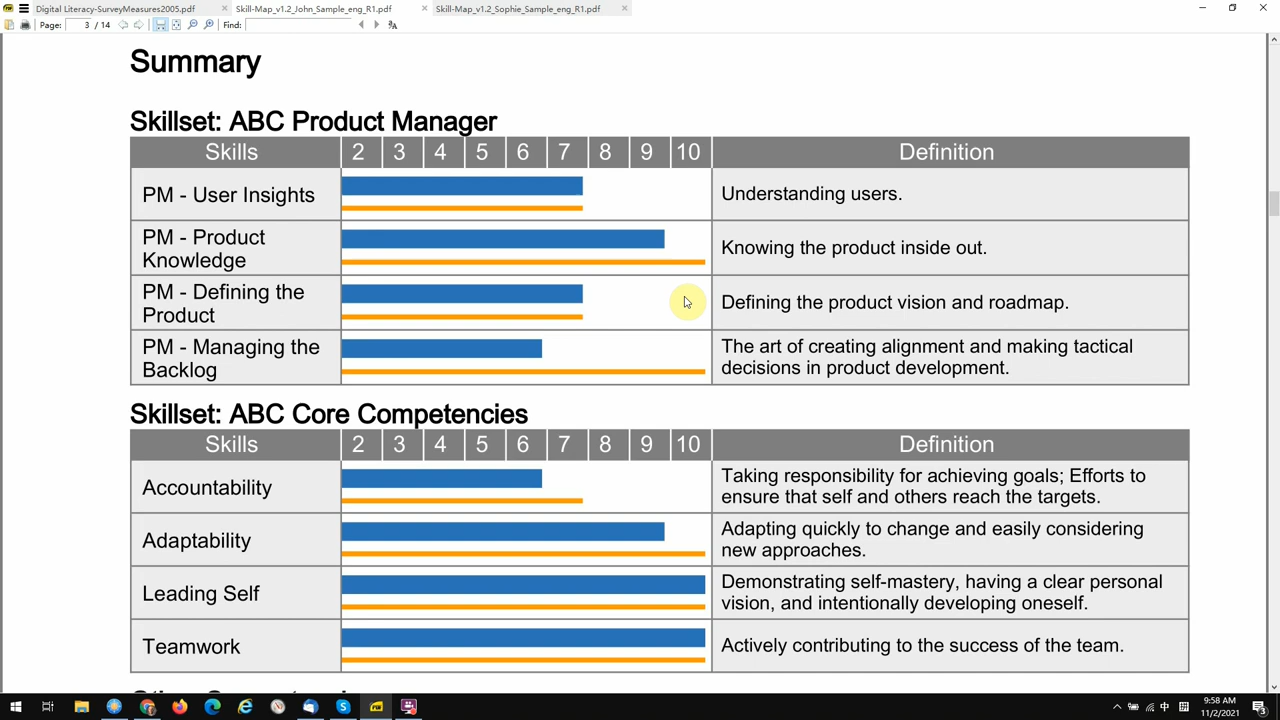 Digital Literacy-SurveyMeasures2005.pdf × Skill-Map_v1.2_John_Sample_eng_R1.pdf × Skill-Map_v1.2_Sophie_Sample_eng_R1.pdf ×
Page: 3 / 14 Find:
Summary
Skillset: ABC Product Manager
Skills 2 3 4 5 6 7 8 9 10 Definition
PM - User Insights Understanding users.
PM - Product
Knowledge
Knowing the product inside out.
PM - Defining the
Product
Defining the product vision and roadmap.
PM - Managing the
Backlog
The art of creating alignment and making tactical
decisions in product development.
Skillset: ABC Core Competencies
Skills 2 3 4 5 6 7 8 9 10 Definition
Accountability
Taking responsibility for achieving goals; Efforts to
ensure that self and others reach the targets.
Adaptability
Adapting quickly to change and easily considering
new approaches.
Leading Self
Demonstrating self-mastery, having a clear personal
vision, and intentionally developing oneself.
Teamwork Actively contributing to the success of the team.
中
9:58 AM
11/2/2021